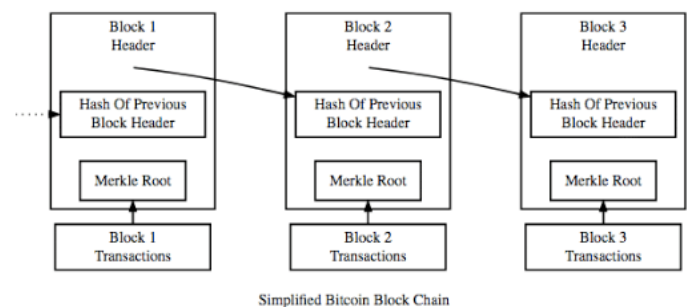 Block 1
Header
Hash Of Previous
Block Header
Merkle Root
Block 1
Transactions
Block 2
Header
Hash Of Previous
Block Header
Merkle Root
Block 2
Transactions
Block 3
Header
Hash Of Previous
Block Header
Merkle Root
Block 3
Transactions
Simplified Bitcoin Block Chain